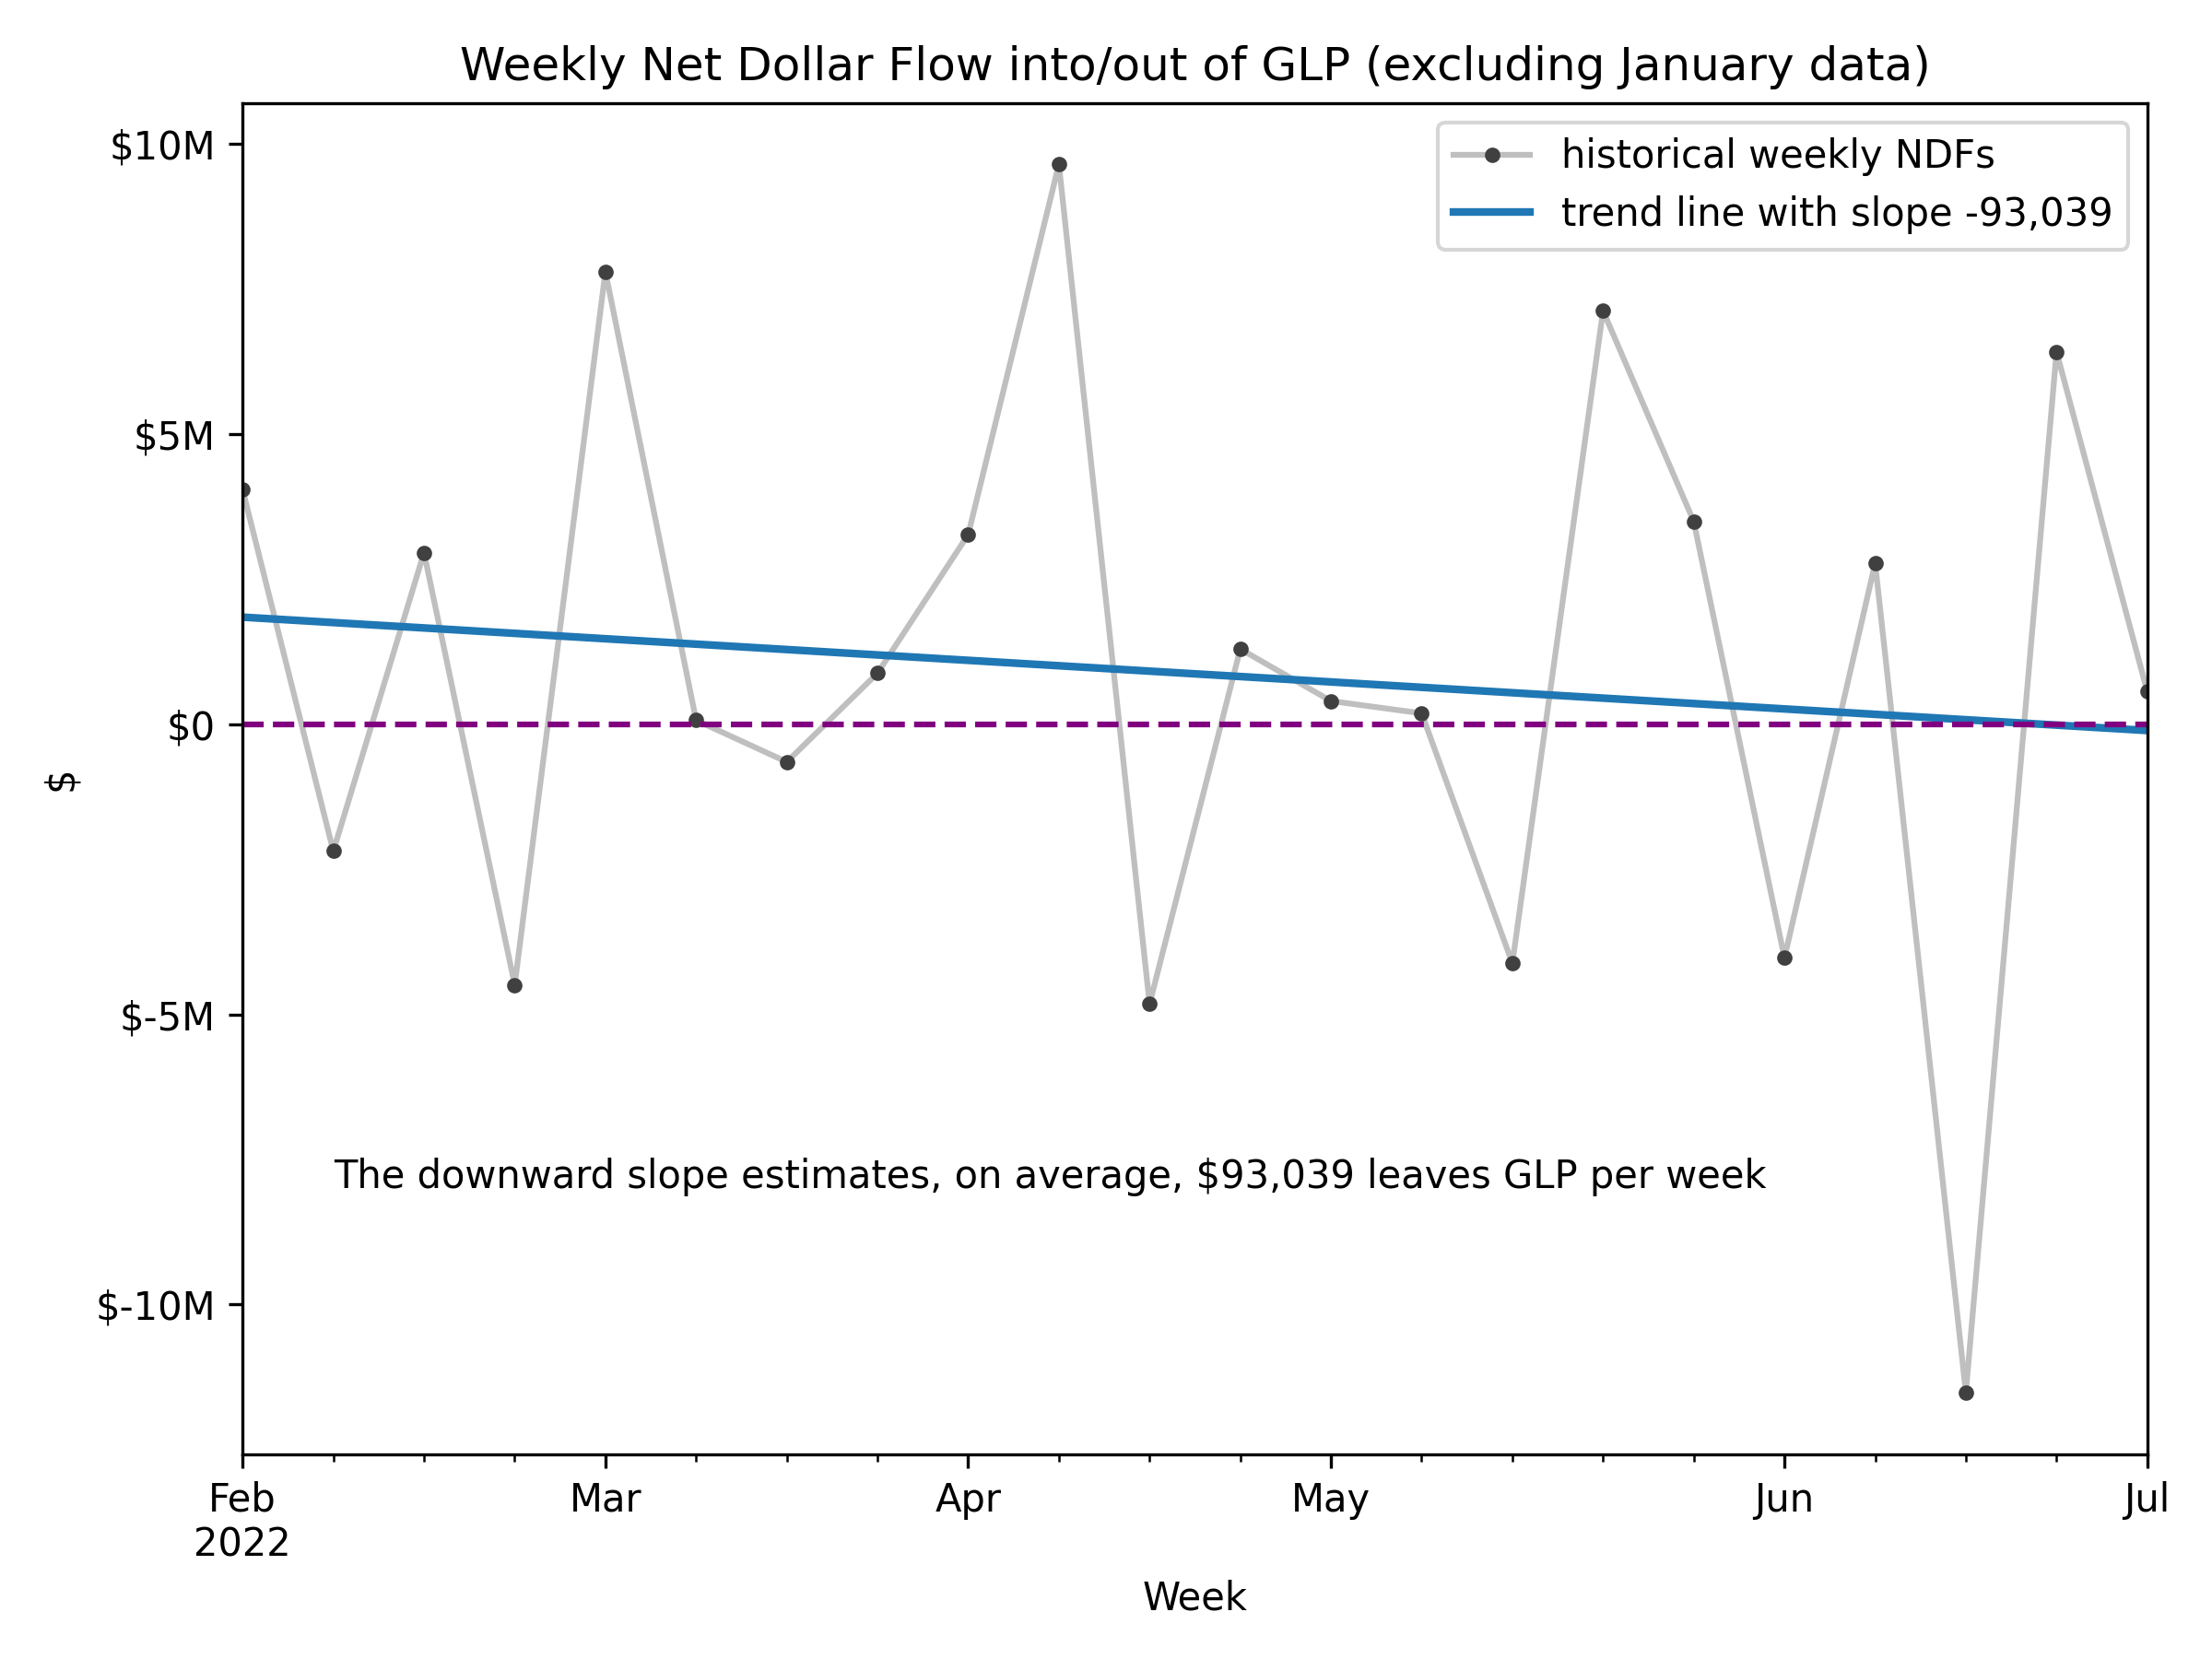 Weekly Net Dollar Flow into/out of GLP (excluding January data)
historical weekly NDFs
trend line with slope -93,039
$10M
$5M
$0
$-5M
$-10M
$
The downward slope estimates, on average, $93,039 leaves GLP per week
Feb Mar Apr May Jun Jul
2022
Week